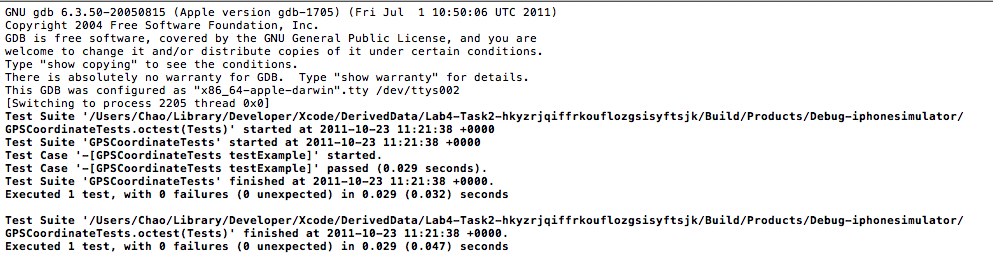 GNU gdb 6.3.50-20050815 (Apple version gdb-1705) (Fri Jul  1 10:50:06 UTC 2011)
Copyright 2004 Free Software Foundation, Inc.
GDB is free software, covered by the GNU General Public License, and you are
welcome to change it and/or distribute copies of it under certain conditions.
Type "show copying" to see the conditions.
There is absolutely no warranty for GDB.  Type "show warranty" for details.
This GDB was configured as "x86_64-apple-darwin".tty /dev/ttys002
[Switching to process 2205 thread 0x0]
Test Suite '/Users/Chao/Library/Developer/Xcode/DerivedData/Lab4-Task2-hkyzrjqiffrkouflozgsisyftsjk/Build/Products/Debug-iphonesimulator/
GPSCoordinateTests.octest(Tests)' started at 2011-10-23 11:21:38 +0000
Test Suite 'GPSCoordinateTests' started at 2011-10-23 11:21:38 +0000
Test Case '-[GPSCoordinateTests testExample]' started.
Test Case '-[GPSCoordinateTests testExample]' passed (0.029 seconds).
Test Suite 'GPSCoordinateTests' finished at 2011-10-23 11:21:38 +0000.
Executed 1 test, with 0 failures (0 unexpected) in 0.029 (0.032) seconds
Test Suite '/Users/Chao/Library/Developer/Xcode/DerivedData/Lab4-Task2-hkyzrjqiffrkouflozgsisyftsjk/Build/Products/Debug-iphonesimulator/
GPSCoordinateTests.octest(Tests)' finished at 2011-10-23 11:21:38 +0000.
Executed 1 test, with 0 failures (0 unexpected) in 0.029 (0.047) seconds